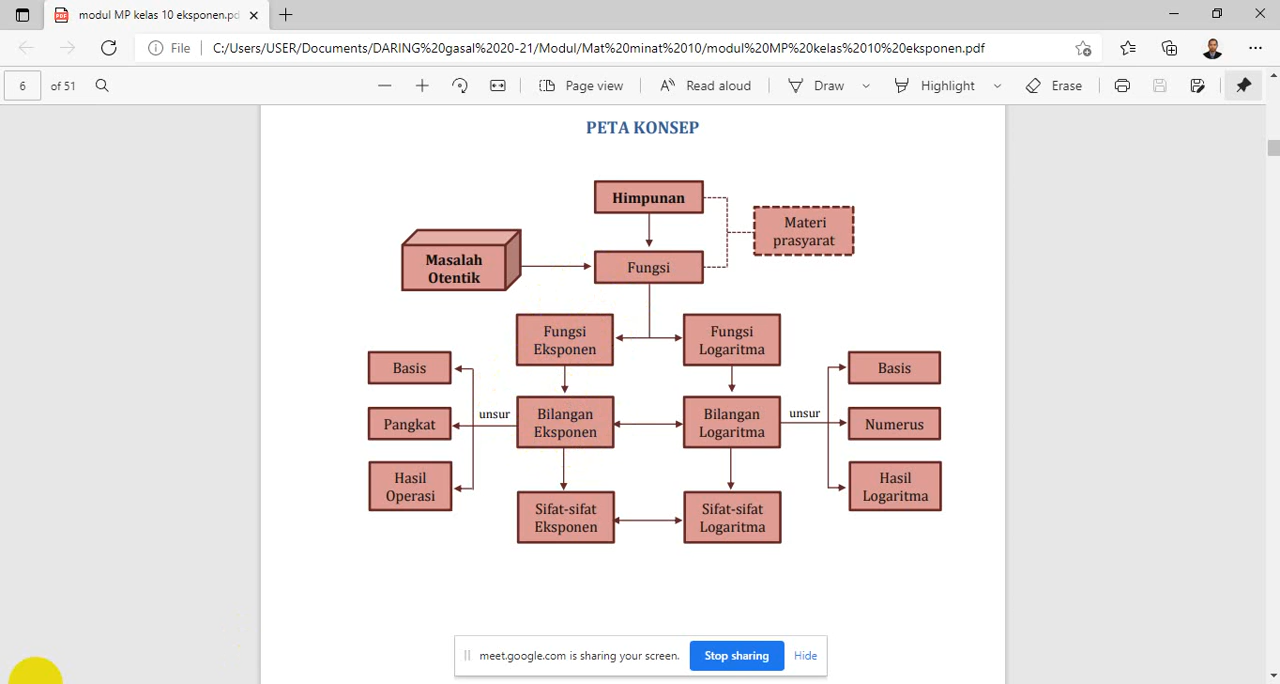 modul MP kelas 10 eksponen.pd
File
C:/Users/USER/Documents/DARING%20gasal%2020-21/Modul/Mat%20minat%2010/modul%20MP%20kelas%2010%20eksponen.pdf
6 of 51
Page view
Read aloud
Draw
Highlight
Erase
PETA KONSEP
Himpunan
Materi
prasyarat
Masalah
Otentik
Fungsi
Fungsi
Eksponen
Fungsi
Logaritma
Basis
Basis
unsur
Bilangan
Eksponen
Bilangan
Logaritma
unsur
Pangkat
Numerus
Hasil
Operasi
Hasil
Logaritma
Sifat-sifat
Eksponen
Sifat-sifat
Logaritma
meet.google.com is sharing your screen.
Stop sharing
Hide